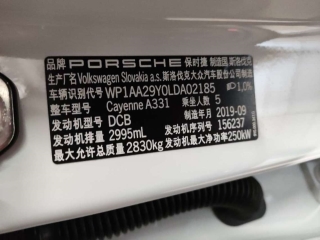 品牌 PORSCHE 保时捷 制造国 斯洛伐克
生产厂名 Volkswagen Slovakia a.s. 斯洛伐克大众汽车股份公司
车辆识别代号 WP1AA29Y0LDA02185 1.0%
整车型号 Cayenne A331 乘坐人数 5
发动机型号 DCB 制造年月 2019-09
发动机排量 2995mL 发动机序列号 156237
最大允许总质量 2830kg 发动机最大净功率 250kW